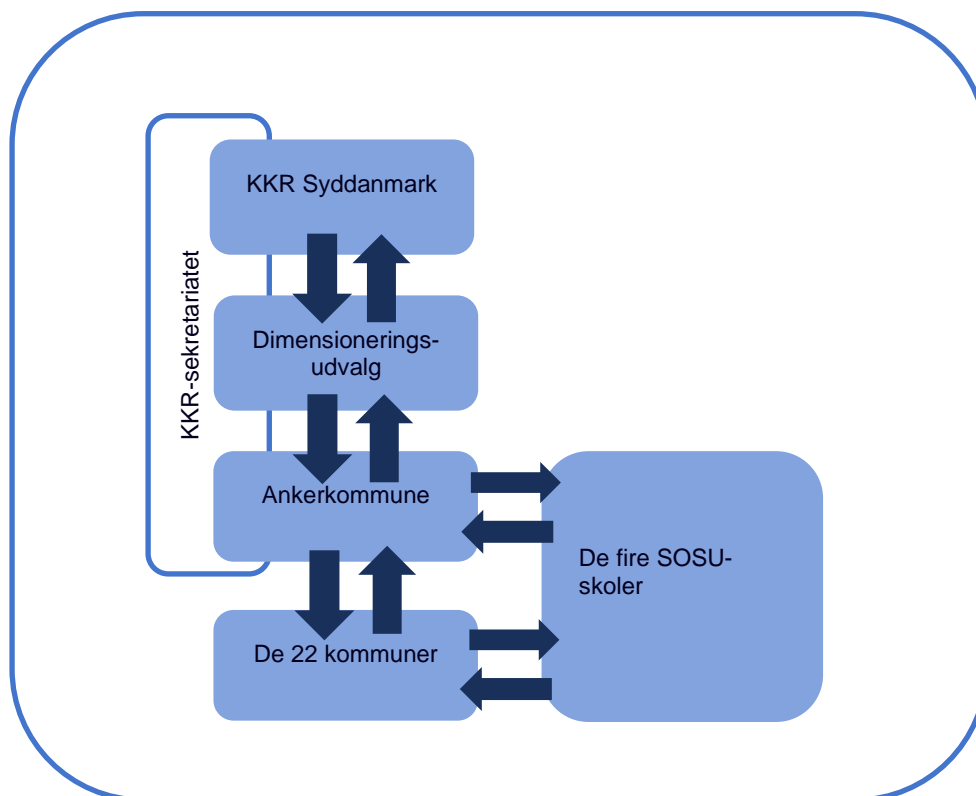 KKR-sekretariatet
KKR Syddanmark
Dimensionerings-
udvalg
Ankerkommune
De fire SOSU-
skoler
De 22 kommuner